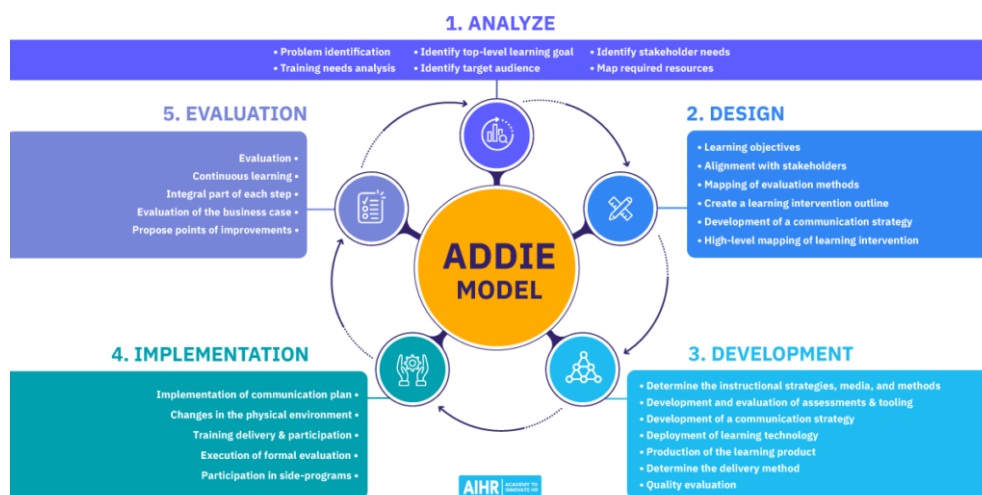 1. ANALYZE
• Problem identification • Identify top-level learning goal • Identify stakeholder needs
• Training needs analysis • Identify target audience • Map required resources
5. EVALUATION
Evaluation •
Continuous learning •
Integral part of each step •
Evaluation of the business case •
Propose points of improvements •
2. DESIGN
• Learning objectives
• Alignment with stakeholders
• Mapping of evaluation methods
• Create a learning intervention outline
• Development of a communication strategy
• High-level mapping of learning intervention
ADDIE
MODEL
4. IMPLEMENTATION
Implementation of communication plan •
Changes in the physical environment •
Training delivery & participation •
Execution of formal evaluation •
Participation in side-programs •
3. DEVELOPMENT
• Determine the instructional strategies, media, and methods
• Development and evaluation of assessments & tooling
• Development of a communication strategy
• Deployment of learning technology
• Production of the learning product
• Determine the delivery method
• Quality evaluation
AIHR ACADEMY TO
INNOVATE HR